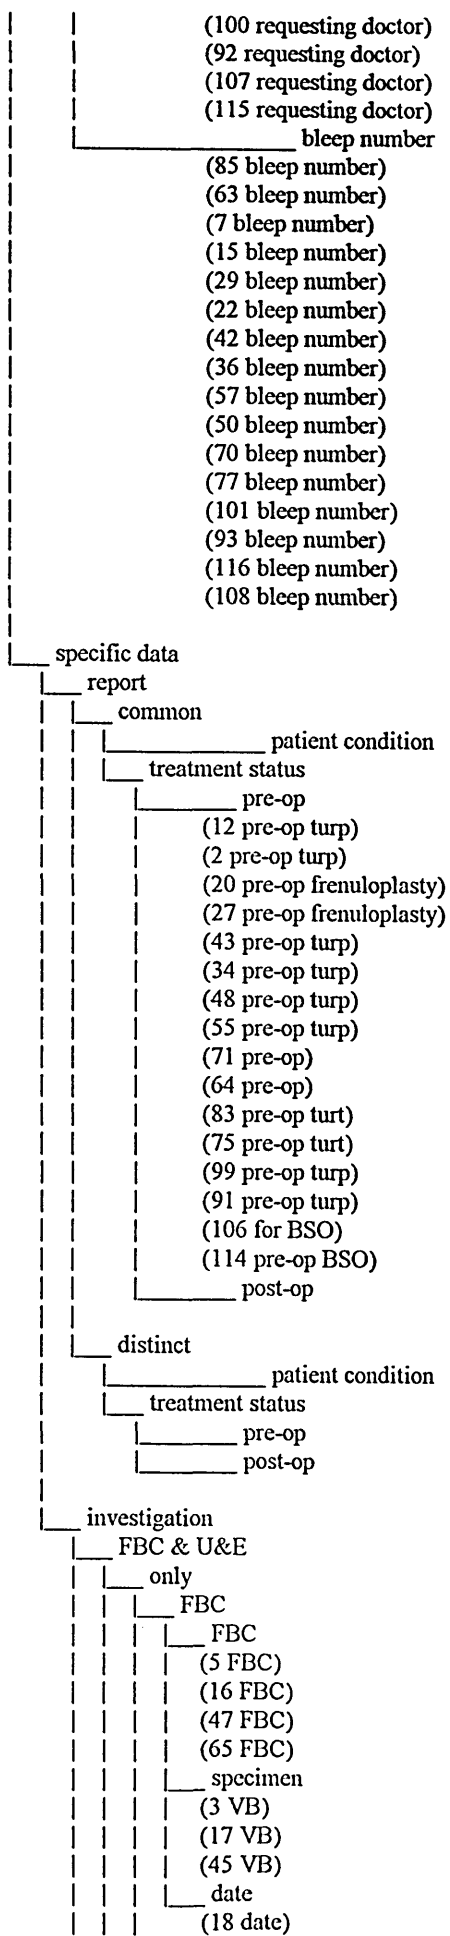 (100 requesting doctor)
(92 requesting doctor)
(107 requesting doctor)
(115 requesting doctor)
bleep number
(85 bleep number)
(63 bleep number)
(7 bleep number)
(15 bleep number)
(29 bleep number)
(22 bleep number)
(42 bleep number)
(36 bleep number)
(57 bleep number)
(50 bleep number)
(70 bleep number)
(77 bleep number)
(101 bleep number)
(93 bleep number)
(116 bleep number)
(108 bleep number)
specific data
report
common
patient condition
treatment status
pre-op
(12 pre-op turp)
(2 pre-op turp)
(20 pre-op frenuloplasty)
(27 pre-op frenuloplasty)
(43 pre-op turp)
(34 pre-op turp)
(48 pre-op turp)
(55 pre-op turp)
(71 pre-op)
(64 pre-op)
(83 pre-op turt)
(75 pre-op turt)
(99 pre-op turp)
(91 pre-op turp)
(106 for BSO)
(114 pre-op BSO)
post-op
distinct
patient condition
treatment status
pre-op
post-op
investigation
FBC & U&E
only
FBC
FBC
(5 FBC)
(16 FBC)
(47 FBC)
(65 FBC)
specimen
(3 VB)
(17 VB)
(45 VB)
date
(18 date)